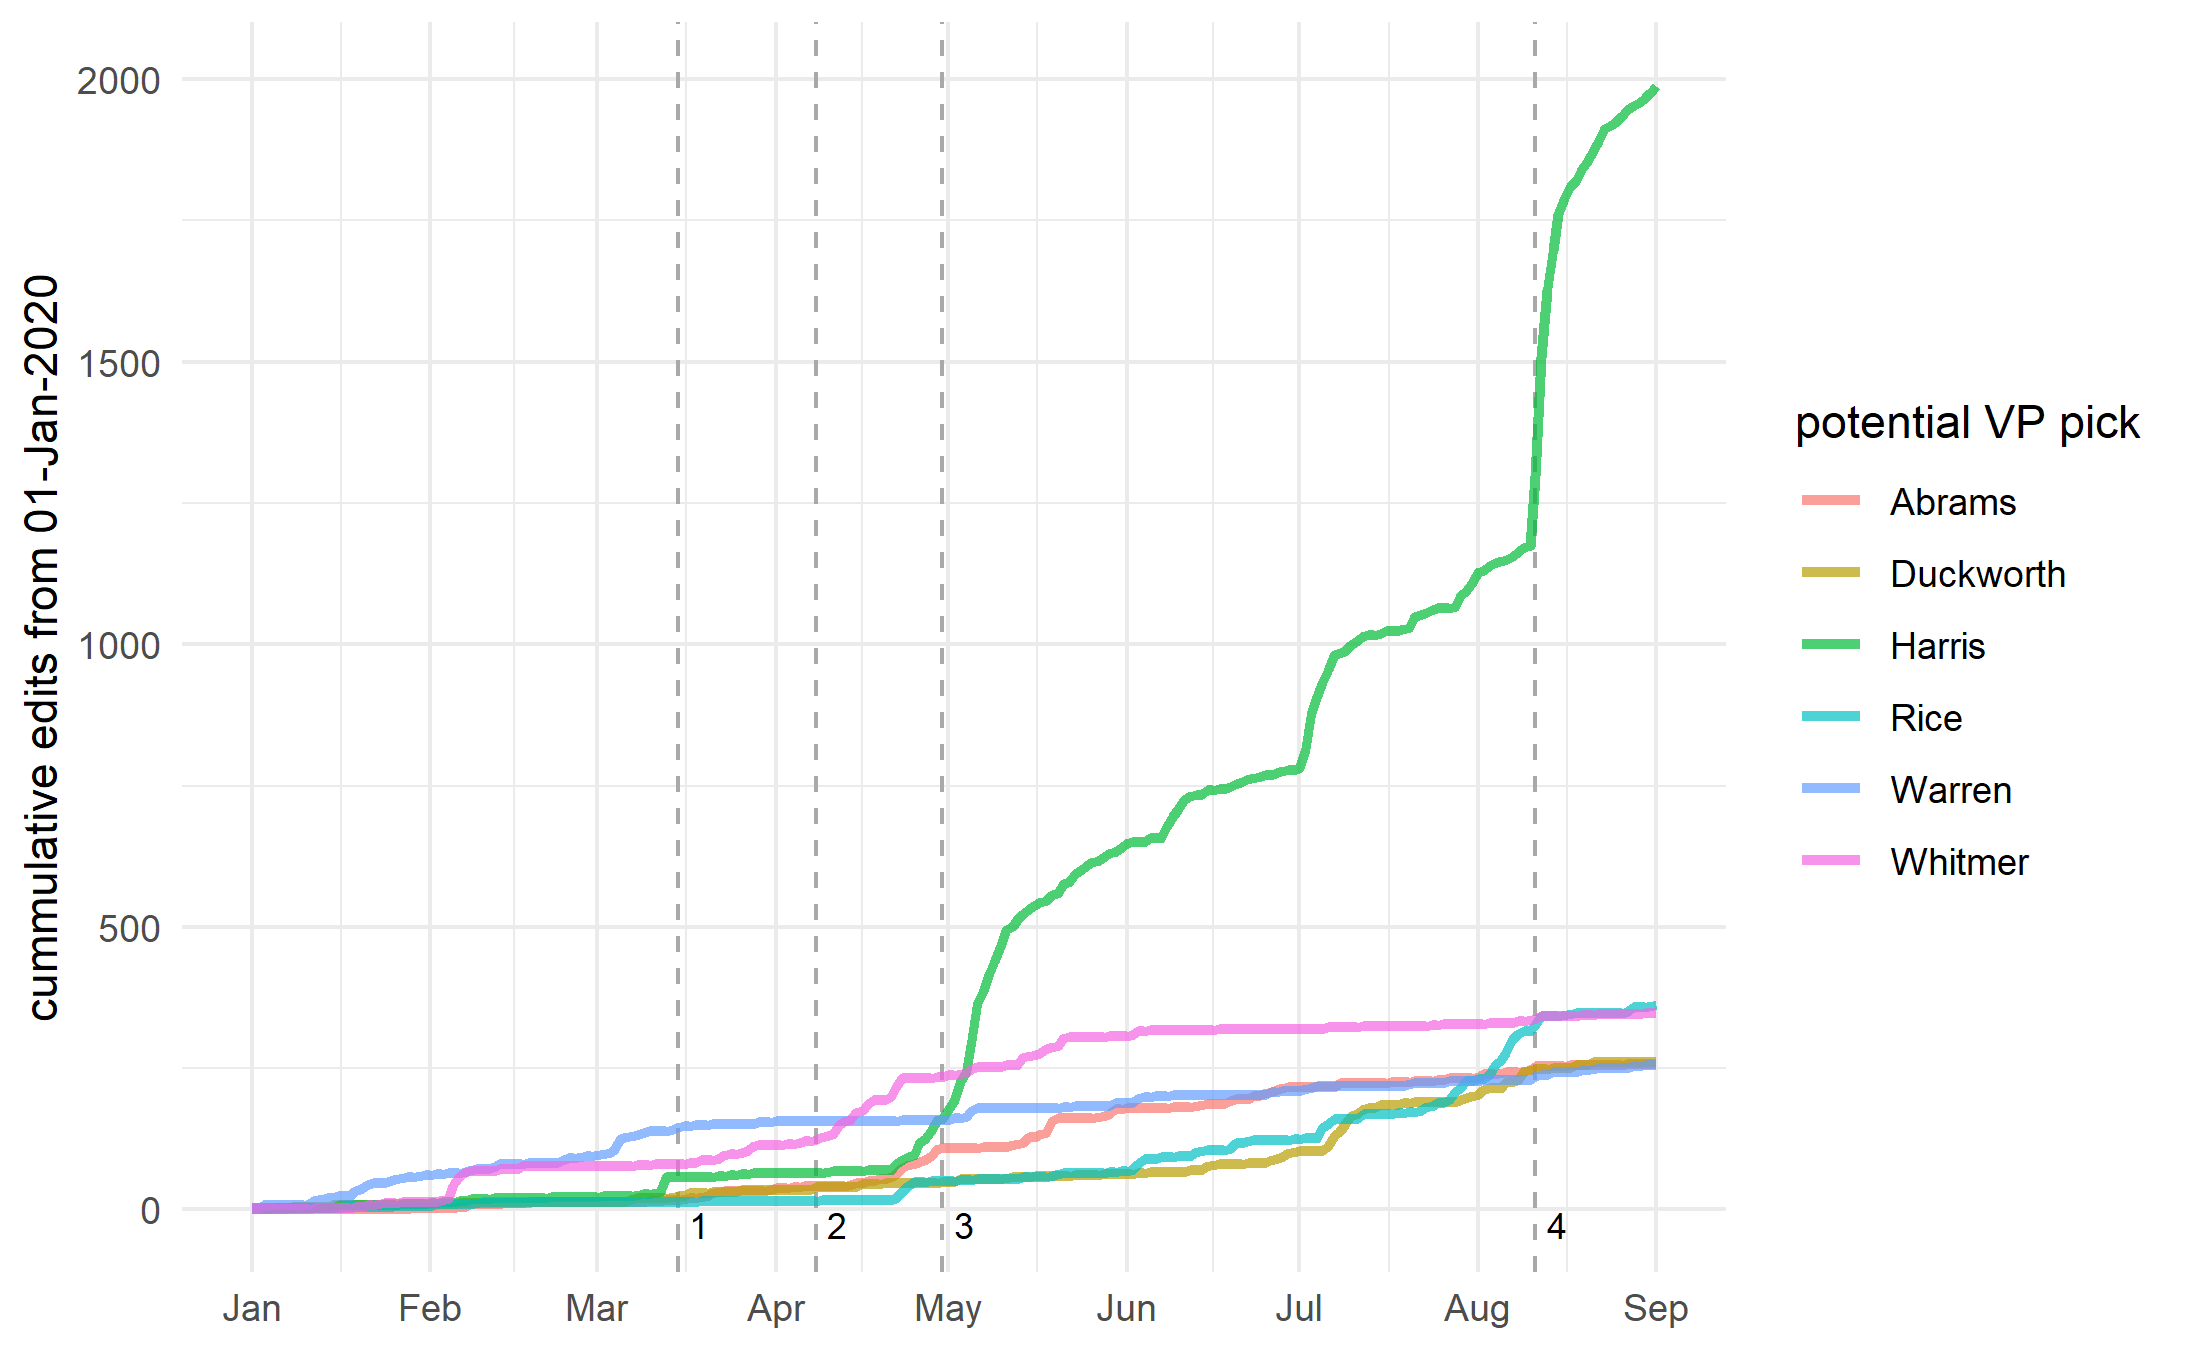 cummulative edits from 01-Jan-2020
2000
1500
1000
500
0
1
2
3
4
Jan Feb Mar Apr May Jun Jul Aug Sep
potential VP pick
Abrams
Duckworth
Harris
Rice
Warren
Whitmer